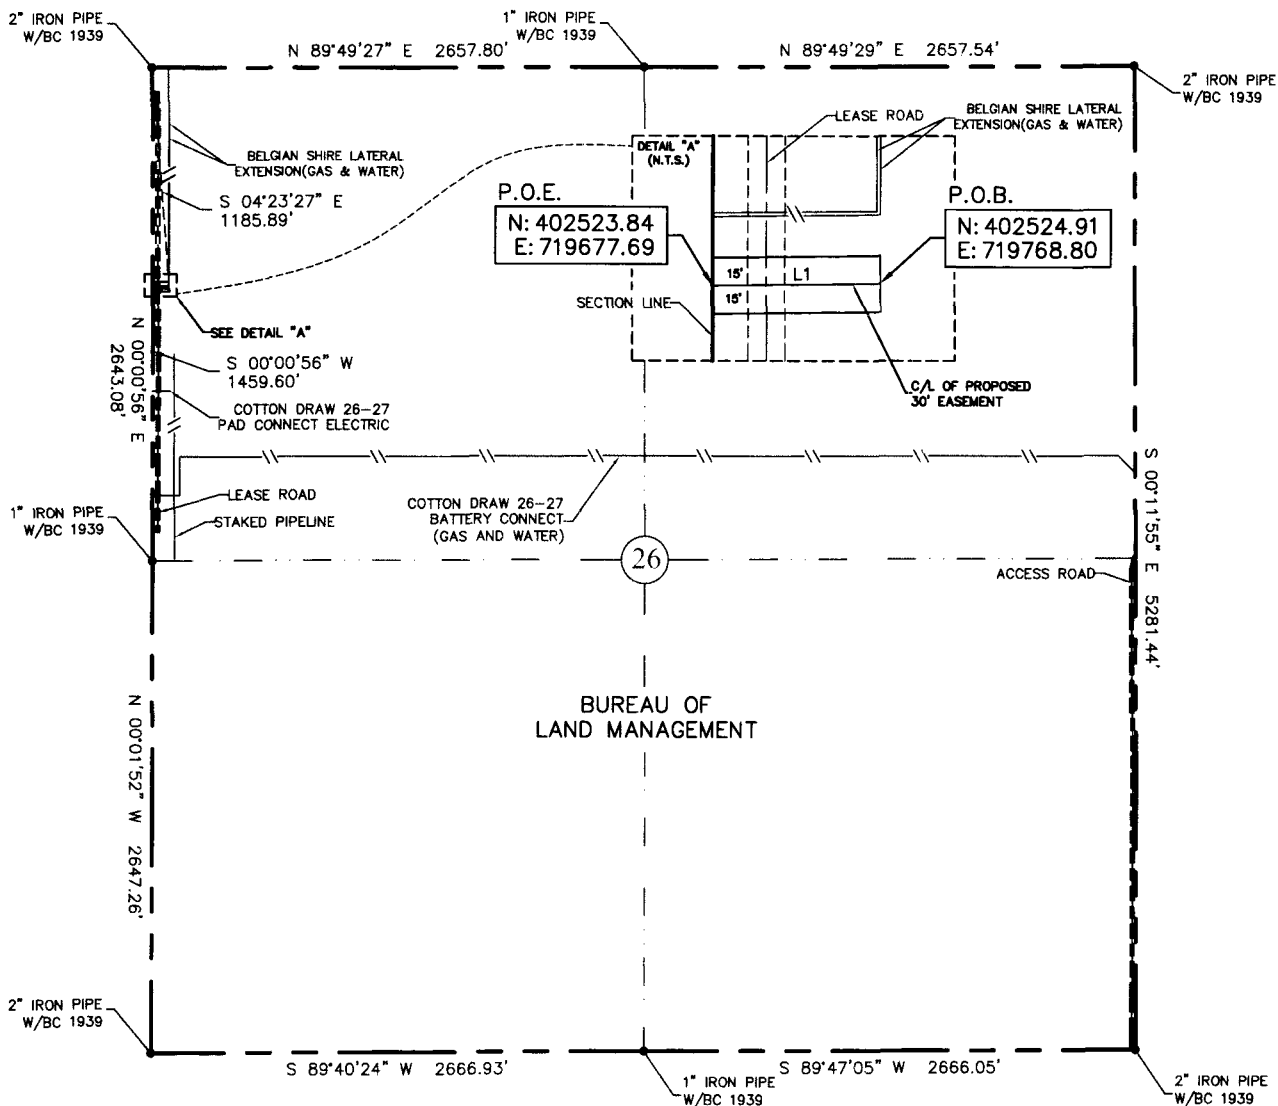 2" IRON PIPE
W/BC 1939
N 89°49'27" E 2657.80'
1" IRON PIPE
W/BC 1939
N 89°49'29" E 2657.54'
2" IRON PIPE
W/BC 1939
BELGIAN SHIRE LATERAL
EXTENSION(GAS & WATER)
S 04°23'27" E
1185.89'
DETAIL "A"
(N.T.S.)
LEASE ROAD
BELGIAN SHIRE LATERAL
EXTENSION(GAS & WATER)
P.O.E.
N: 402523.84
E: 719677.69
P.O.B.
N: 402524.91
E: 719768.80
15'
L1
15'
SECTION LINE
C/L OF PROPOSED
30' EASEMENT
SEE DETAIL "A"
N 00°00'56" E
2643.08'
S 00°00'56" W
1459.60'
COTTON DRAW 26-27
PAD CONNECT ELECTRIC
LEASE ROAD
STAKED PIPELINE
COTTON DRAW 26-27
BATTERY CONNECT
(GAS AND WATER)
1" IRON PIPE
W/BC 1939
26
ACCESS ROAD
S 00°11'55" E 5281.44'
BUREAU OF
LAND MANAGEMENT
N 00°01'52" W 2647.26'
2" IRON PIPE
W/BC 1939
S 89°40'24" W 2666.93'
1" IRON PIPE
W/BC 1939
S 89°47'05" W 2666.05'
2" IRON PIPE
W/BC 1939